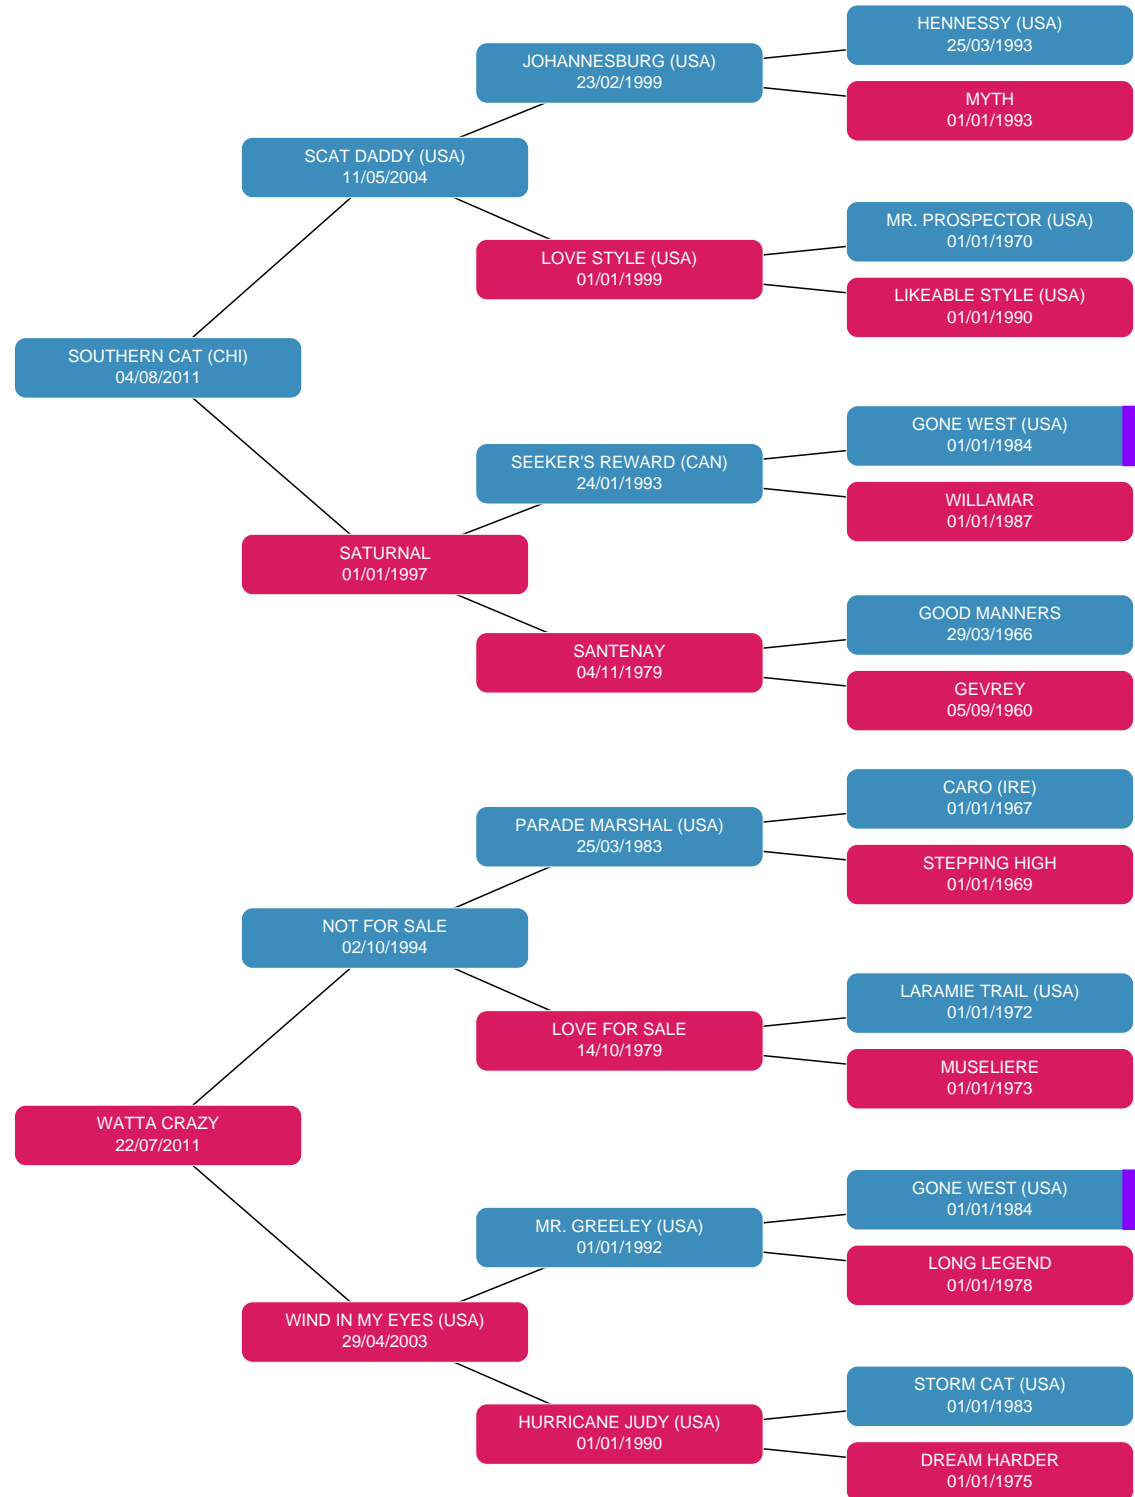 HENNESSY (USA)
25/03/1993
JOHANNESBURG (USA)
23/02/1999
MYTH
01/01/1993
SCAT DADDY (USA)
11/05/2004
MR. PROSPECTOR (USA)
01/01/1970
LOVE STYLE (USA)
01/01/1999
LIKEABLE STYLE (USA)
01/01/1990
SOUTHERN CAT (CHI)
04/08/2011
GONE WEST (USA)
01/01/1984
SEEKER'S REWARD (CAN)
24/01/1993
WILLAMAR
01/01/1987
SATURNAL
01/01/1997
GOOD MANNERS
29/03/1966
SANTENAY
04/11/1979
GEVREY
05/09/1960
CARO (IRE)
01/01/1967
PARADE MARSHAL (USA)
25/03/1983
STEPPING HIGH
01/01/1969
NOT FOR SALE
02/10/1994
LARAMIE TRAIL (USA)
01/01/1972
LOVE FOR SALE
14/10/1979
MUSELIERE
01/01/1973
WATTA CRAZY
22/07/2011
GONE WEST (USA)
01/01/1984
MR. GREELEY (USA)
01/01/1992
LONG LEGEND
01/01/1978
WIND IN MY EYES (USA)
29/04/2003
STORM CAT (USA)
01/01/1983
HURRICANE JUDY (USA)
01/01/1990
DREAM HARDER
01/01/1975